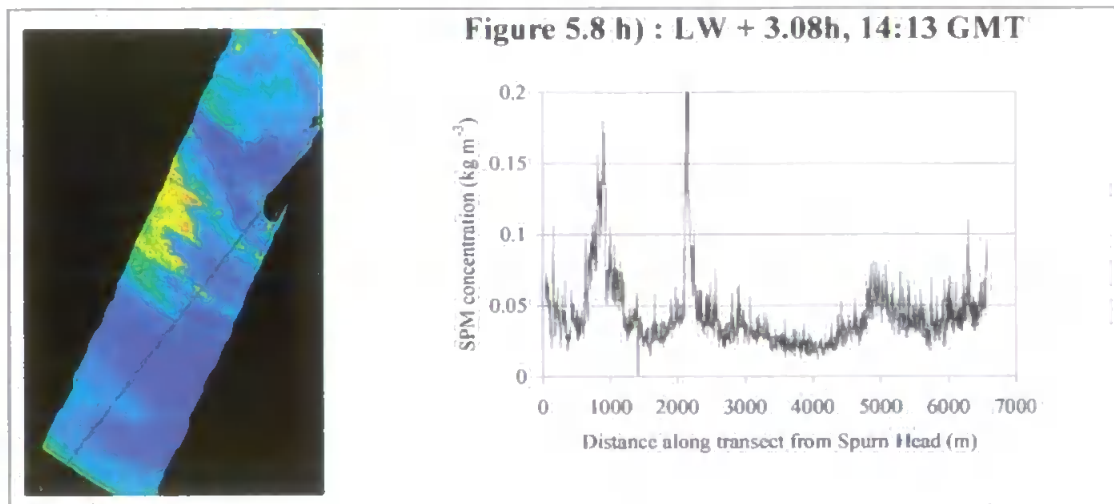 Figure 5.8 h) : LW + 3.08h, 14:13 GMT
0.2
0.15
0.1
0.05
0
SPM concentration (kg m-3)
0 1000 2000 3000 4000 5000 6000 7000
Distance along transect from Spurn Head (m)